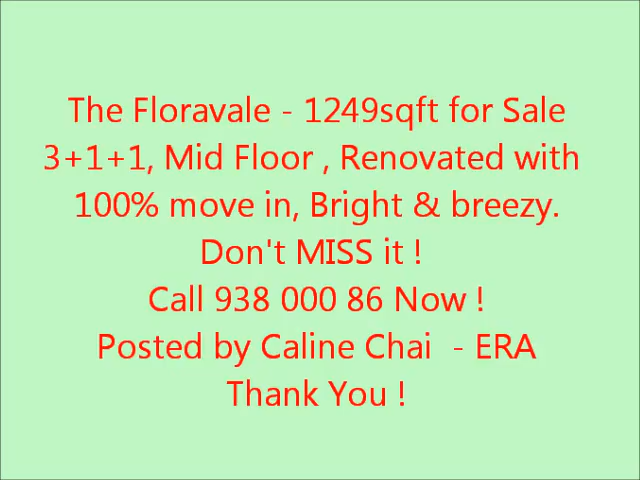 The Floravale - 1249sqft for Sale
3+1+1, Mid Floor , Renovated with
100% move in, Bright & breezy.
Don't MISS it !
Call 938 000 86 Now !
Posted by Caline Chai  - ERA
Thank You !